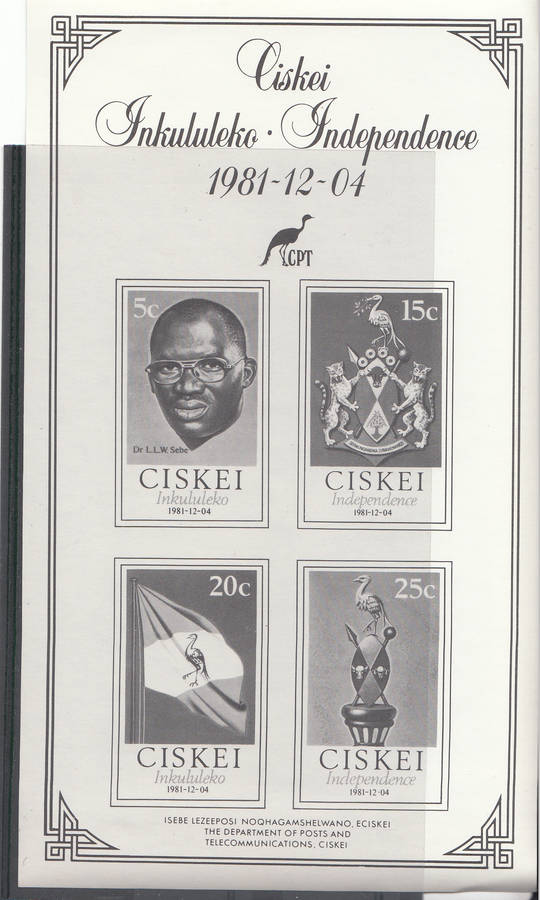 Ciskei
Inkululeko · Independence
1981-12-04
CPT
5c
Dr L.L.W. Sebe
CISKEI
Inkululeko
1981-12-04
15c
CISKEI
Independence
1981-12-04
20c
CISKEI
Inkululeko
1981-12-04
25c
CISKEI
Independence
1981-12-04
ISEBE LEZEEPOSI NOQHAGAMSHELWANO, ECISKEI
THE DEPARTMENT OF POSTS AND
TELECOMMUNICATIONS, CISKEI